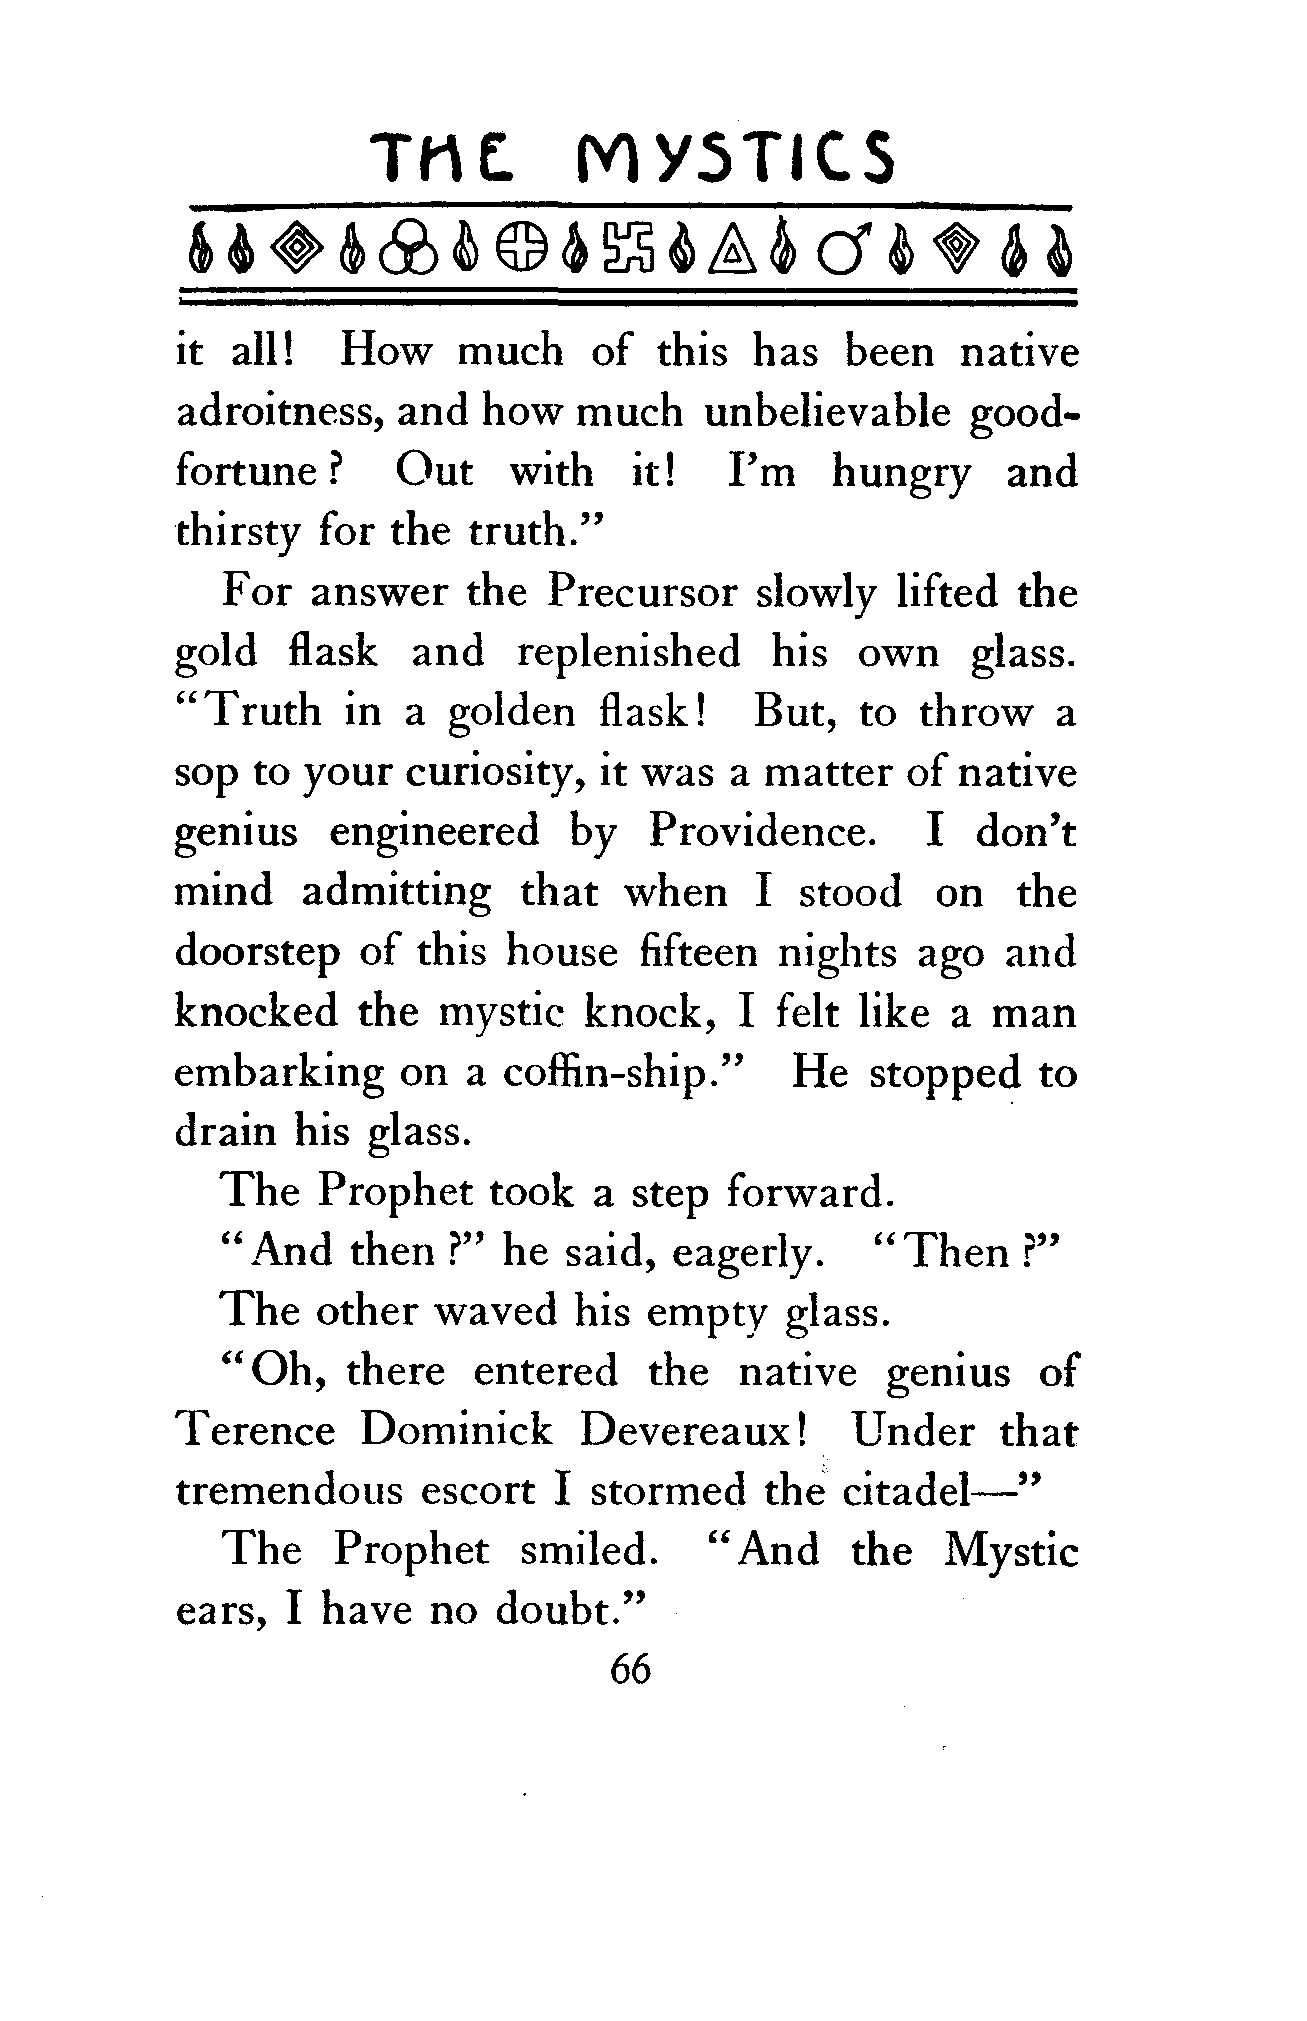 THE MYSTICS
it all! How much of this has been native
adroitness, and how much unbelievable good-
fortune? Out with it! I'm hungry and
thirsty for the truth."
For answer the Precursor slowly lifted the
gold flask and replenished his own glass.
"Truth in a golden flask! But, to throw a
sop to your curiosity, it was a matter of native
genius engineered by Providence. I don't
mind admitting that when I stood on the
doorstep of this house fifteen nights ago and
knocked the mystic knock, I felt like a man
embarking on a coffin-ship." He stopped to
drain his glass.
The Prophet took a step forward.
"And then?" he said, eagerly. "Then?"
The other waved his empty glass.
"Oh, there entered the native genius of
Terence Dominick Devereaux! Under that
tremendous escort I stormed the citadel—"
The Prophet smiled. "And the Mystic
ears, I have no doubt."
66